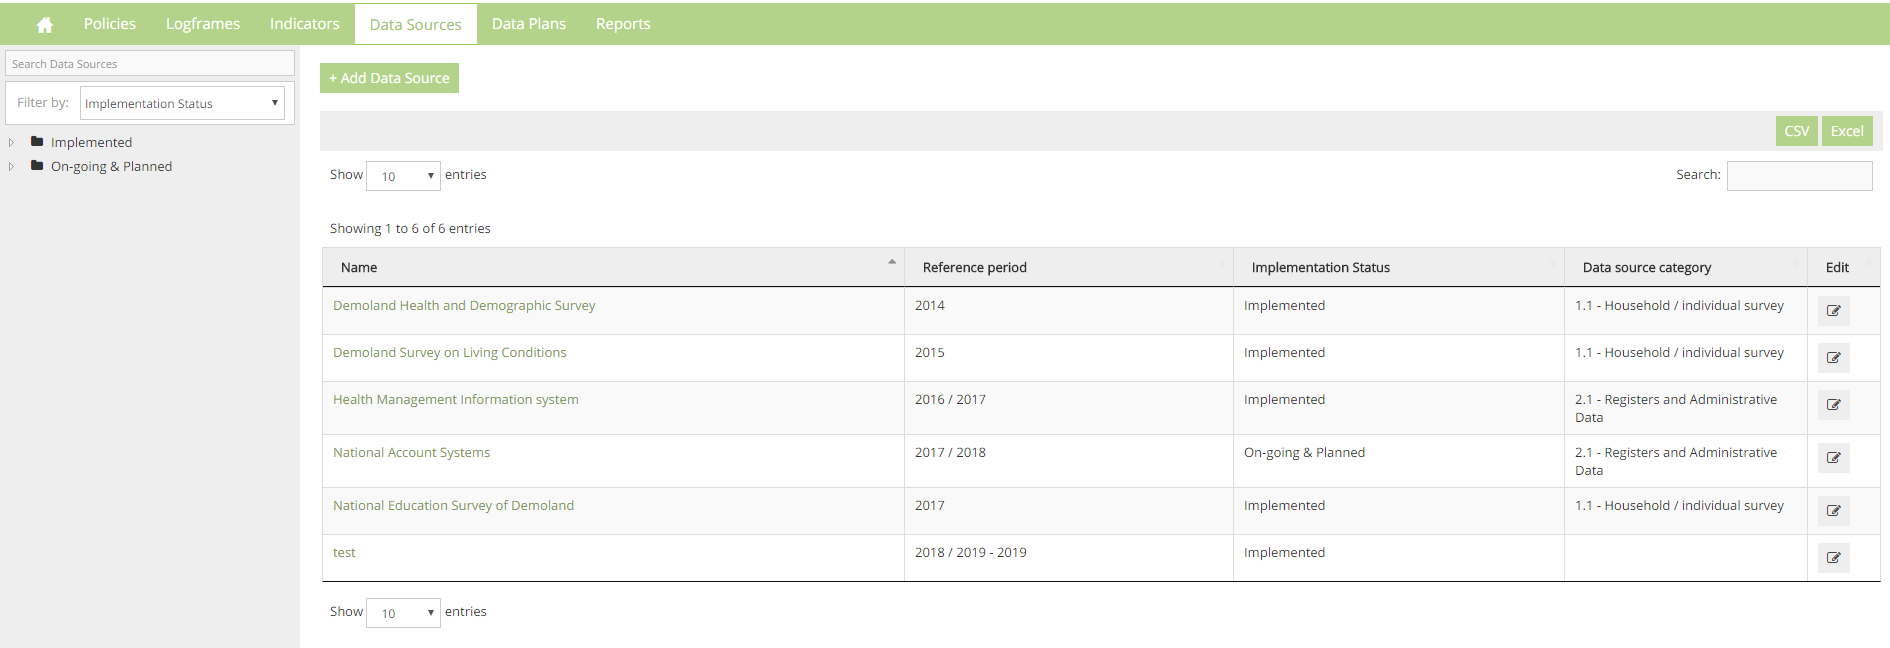 Policies Logframes Indicators Data Sources Data Plans Reports
Search Data Sources
Filter by: Implementation Status
Implemented
On-going & Planned
+ Add Data Source
CSV Excel
Show 10 entries Search:
Showing 1 to 6 of 6 entries
Name Reference period Implementation Status Data source category Edit
Demoland Health and Demographic Survey 2014 Implemented 1.1 - Household / individual survey
Demoland Survey on Living Conditions 2015 Implemented 1.1 - Household / individual survey
Health Management Information system 2016 / 2017 Implemented 2.1 - Registers and Administrative
Data
National Account Systems 2017 / 2018 On-going & Planned 2.1 - Registers and Administrative
Data
National Education Survey of Demoland 2017 Implemented 1.1 - Household / individual survey
test 2018 / 2019 - 2019 Implemented
Show 10 entries